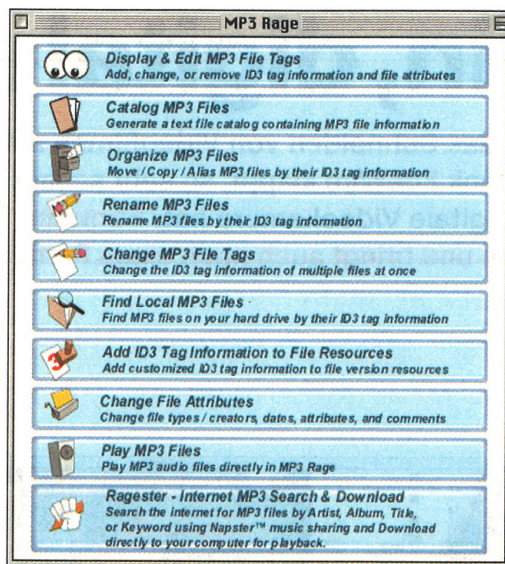 MP3 Rage
Display & Edit MP3 File Tags
Add, change, or remove ID3 tag information and file attributes
Catalog MP3 Files
Generate a text file catalog containing MP3 file information
Organize MP3 Files
Move / Copy / Alias MP3 files by their ID3 tag information
Rename MP3 Files
Rename MP3 files by their ID3 tag information
Change MP3 File Tags
Change the ID3 tag information of multiple files at once
Find Local MP3 Files
Find MP3 files on your hard drive by their ID3 tag information
3
Add ID3 Tag Information to File Resources
Add customized ID3 tag information to file version resources
Change File Attributes
Change file types / creators, dates, attributes, and comments
Play MP3 Files
Play MP3 audio files directly in MP3 Rage
Ragester - Internet MP3 Search & Download
Search the internet for MP3 files by Artist, Album, Title,
or Keyword using Napster™ music sharing and Download
directly to your computer for playback.